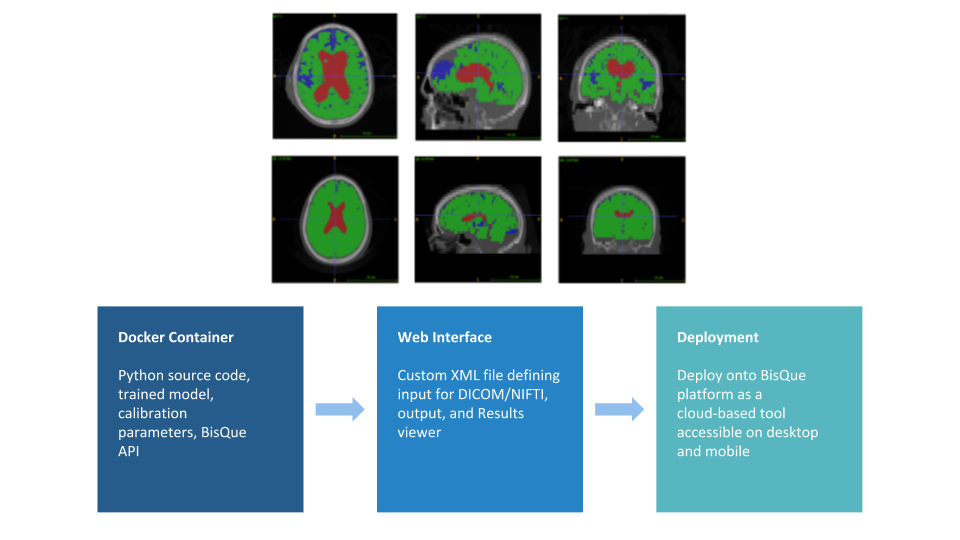 Docker Container
Python source code,
trained model,
calibration
parameters, BisQue
API
Web Interface
Custom XML file defining
input for DICOM/NIFTI,
output, and Results
viewer
Deployment
Deploy onto BisQue
platform as a
cloud-based tool
accessible on desktop
and mobile